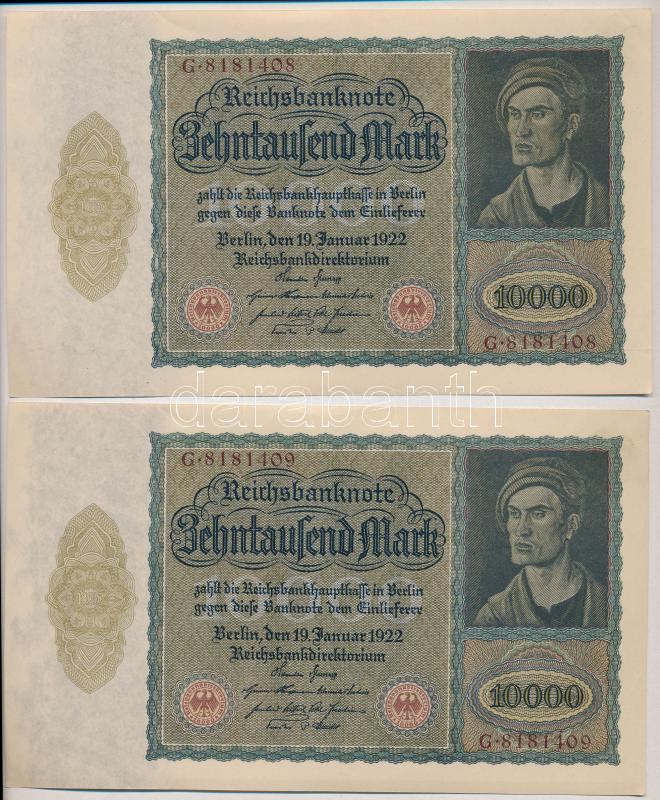 G·8181408
Reichsbanknote
Zehntausend Mark
zahlt die Reichsbankhauptkasse in Berlin
gegen diese Banknote dem Einlieferer
Berlin, den 19. Januar 1922
Reichsbankdirektorium
10000
G·8181408
darabanth
G·8181409
Reichsbanknote
Zehntausend Mark
zahlt die Reichsbankhauptkasse in Berlin
gegen diese Banknote dem Einlieferer
Berlin, den 19. Januar 1922
Reichsbankdirektorium
10000
G·8181409